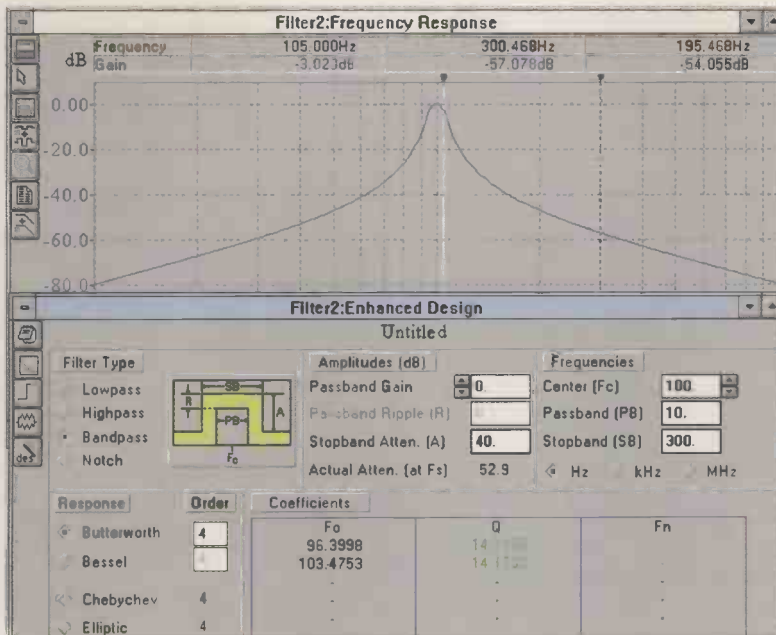 Filter2:Frequency Response
dB
Frequency 105.000Hz 300.468Hz 195.468Hz
Gain -3.023dB -57.078dB -54.055dB
0.00
-20.0
-40.0
-60.0
-80.0
Filter2:Enhanced Design
Untitled
Filter Type
Lowpass
Highpass
Bandpass
Notch
SB
R
A
PB
Fc
Amplitudes (dB)
Passband Gain 0.
Passband Ripple (R)
Stopband Atten. (A) 40.
Actual Atten. (at Fs) 52.9
Frequencies
Center (Fc) 100.
Passband (PB) 10.
Stopband (SB) 300.
Hz kHz MHz
des
Response Order
Butterworth 4
Bessel
Chebychev 4
Elliptic 4
Coefficients
Fo Q Fn
96.3998
103.4753